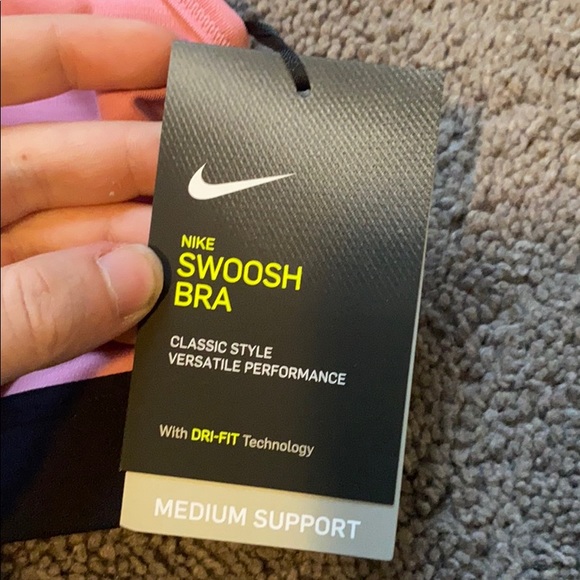 NIKE
SWOOSH
BRA
CLASSIC STYLE
VERSATILE PERFORMANCE
With DRI-FIT Technology
MEDIUM SUPPORT